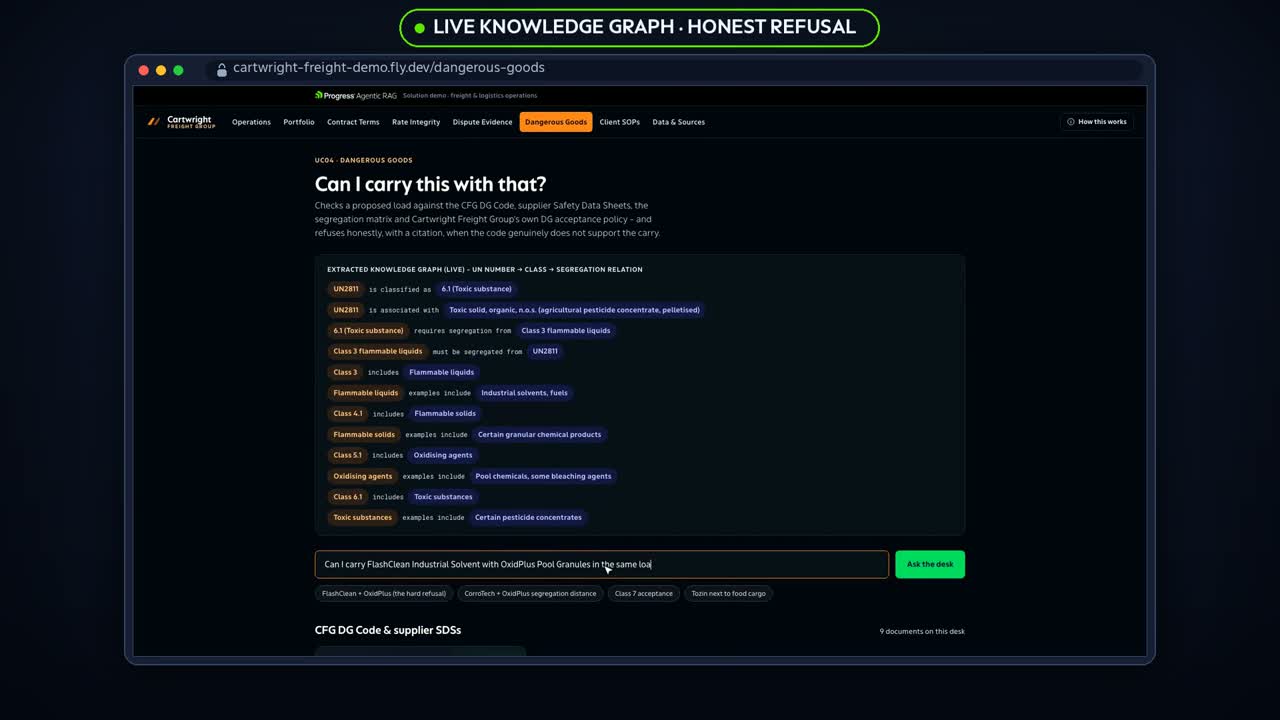 LIVE KNOWLEDGE GRAPH · HONEST REFUSAL
cartwright-freight-demo.fly.dev/dangerous-goods
Progress Agentic RAG Solution demo · freight & logistics operations
Cartwright FREIGHT GROUP Operations Portfolio Contract Terms Rate Integrity Dispute Evidence Dangerous Goods Client SOPs Data & Sources How this works
UC04 · DANGEROUS GOODS
Can I carry this with that?
Checks a proposed load against the CFG DG Code, supplier Safety Data Sheets, the
segregation matrix and Cartwright Freight Group's own DG acceptance policy – and
refuses honestly, with a citation, when the code genuinely does not support the carry.
EXTRACTED KNOWLEDGE GRAPH (LIVE) – UN NUMBER → CLASS → SEGREGATION RELATION
UN2811 is classified as 6.1 (Toxic substance)
UN2811 is associated with Toxic solid, organic, n.o.s. (agricultural pesticide concentrate, pelletised)
6.1 (Toxic substance) requires segregation from Class 3 flammable liquids
Class 3 flammable liquids must be segregated from UN2811
Class 3 includes Flammable liquids
Flammable liquids examples include Industrial solvents, fuels
Class 4.1 includes Flammable solids
Flammable solids examples include Certain granular chemical products
Class 5.1 includes Oxidising agents
Oxidising agents examples include Pool chemicals, some bleaching agents
Class 6.1 includes Toxic substances
Toxic substances examples include Certain pesticide concentrates
Can I carry FlashClean Industrial Solvent with OxidPlus Pool Granules in the same loa Ask the desk
FlashClean + OxidPlus (the hard refusal) CorroTech + OxidPlus segregation distance Class 7 acceptance Tozin next to food cargo
CFG DG Code & supplier SDSs 9 documents on this desk